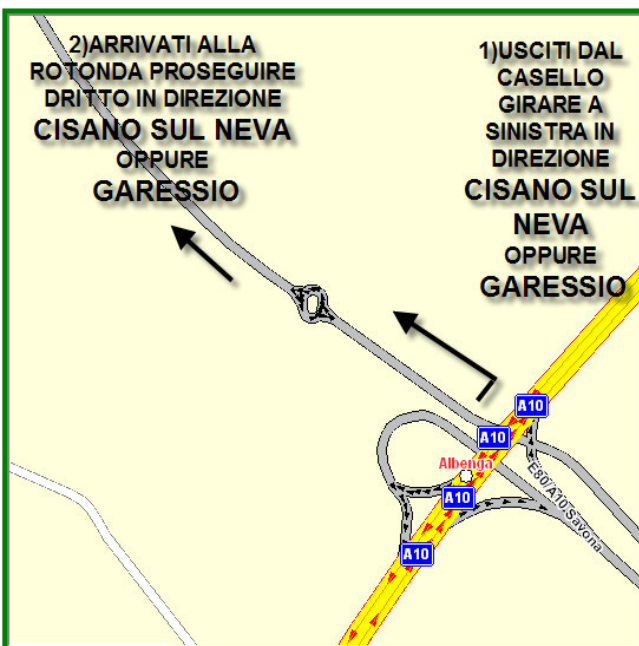 2)ARRIVATI ALLA
ROTONDA PROSEGUIRE
DRITTO IN DIREZIONE
CISANO SUL NEVA
OPPURE
GARESSIO
1)USCITI DAL
CASELLO
GIRARE A
SINISTRA IN
DIREZIONE
CISANO SUL
NEVA
OPPURE
GARESSIO
A10
A10
Albenga
A10
E80/A10 Savona
A10